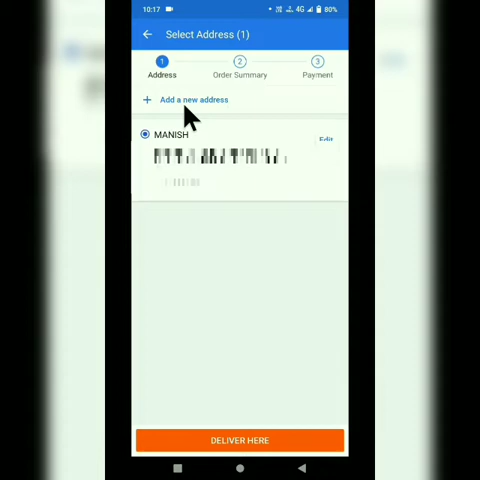 10:17 4G 80%
Select Address (1)
1 2 3
Address Order Summary Payment
+ Add a new address
MANISH Edit
DELIVER HERE